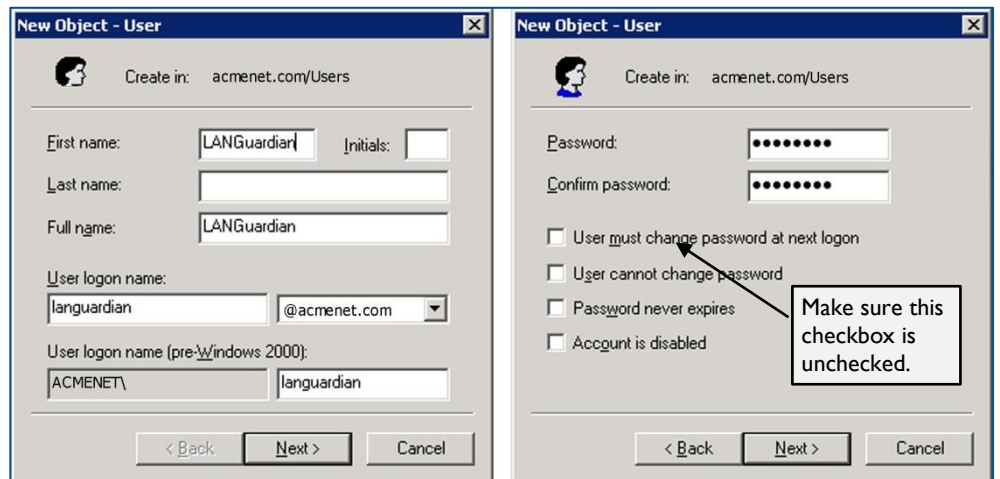 New Object - User
Create in: acmenet.com/Users
First name: LANGuardian Initials:
Last name:
Full name: LANGuardian
User logon name:
languardian @acmenet.com
User logon name (pre-Windows 2000):
ACMENET\ languardian
< Back Next > Cancel
New Object - User
Create in: acmenet.com/Users
Password: ●●●●●●●●
Confirm password: ●●●●●●●●
User must change password at next logon
User cannot change password
Password never expires
Account is disabled
Make sure this
checkbox is
unchecked.
< Back Next > Cancel